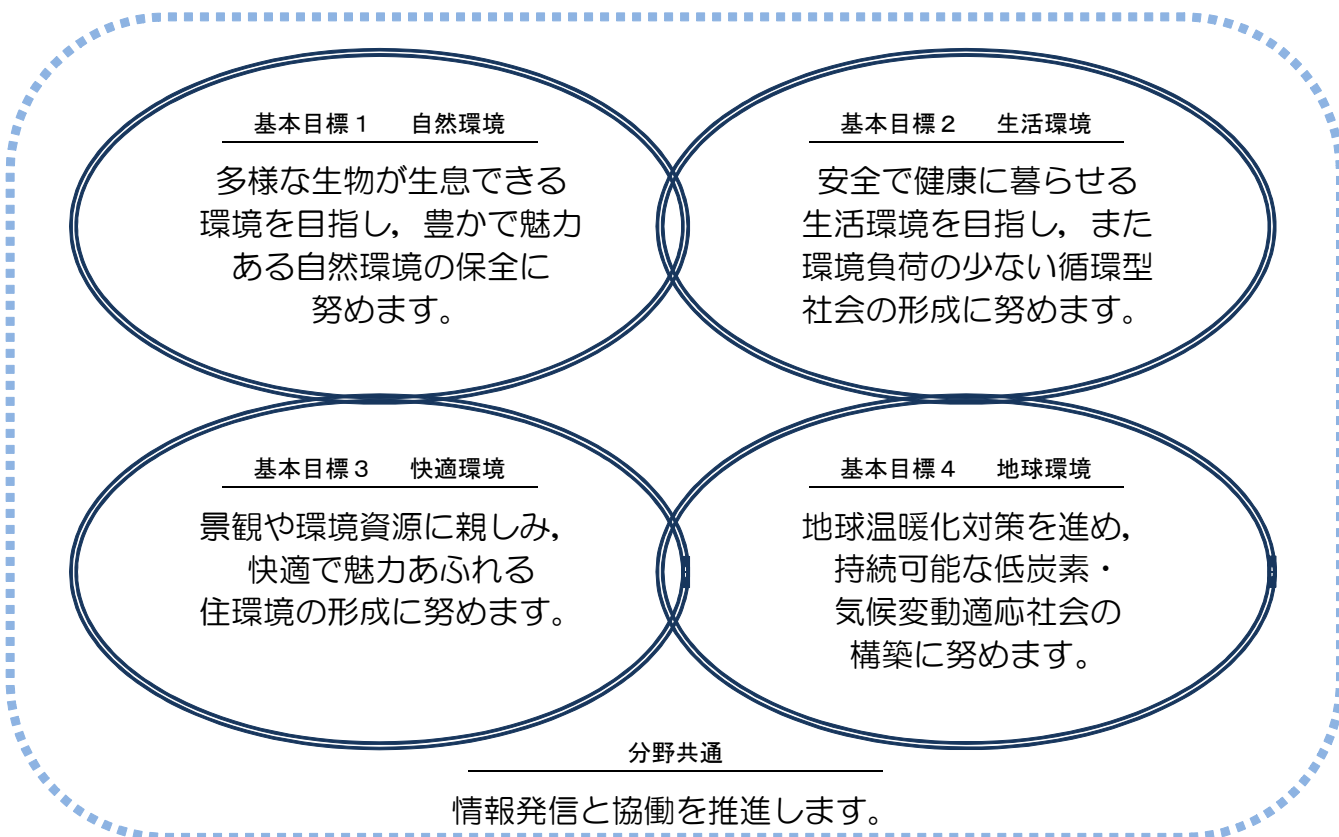 基本目標１　自然環境
多様な生物が生息できる
環境を目指し，豊かで魅力
ある自然環境の保全に
努めます。
基本目標２　生活環境
安全で健康に暮らせる
生活環境を目指し，また
環境負荷の少ない循環型
社会の形成に努めます。
基本目標３　快適環境
景観や環境資源に親しみ，
快適で魅力あふれる
住環境の形成に努めます。
基本目標４　地球環境
地球温暖化対策を進め，
持続可能な低炭素・
気候変動適応社会の
構築に努めます。
分野共通
情報発信と協働を推進します。